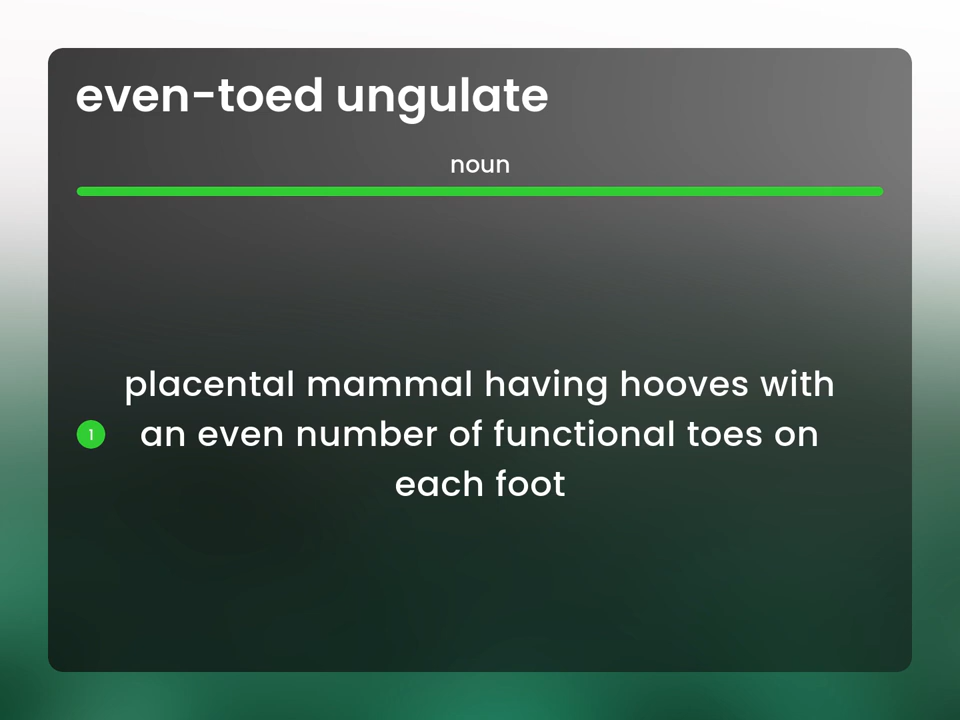 even-toed ungulate
noun
placental mammal having hooves with
1 an even number of functional toes on
each foot